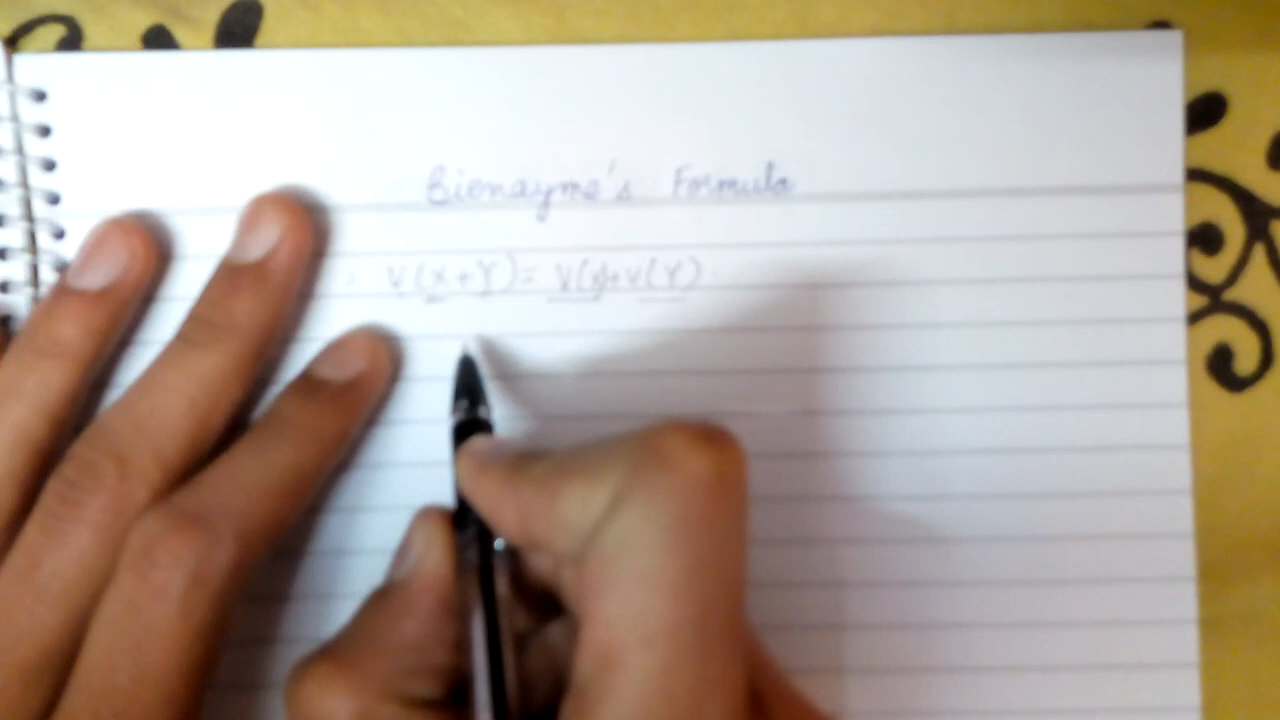 Bienayme's Formula
V(X+Y) = V(X)+V(Y)